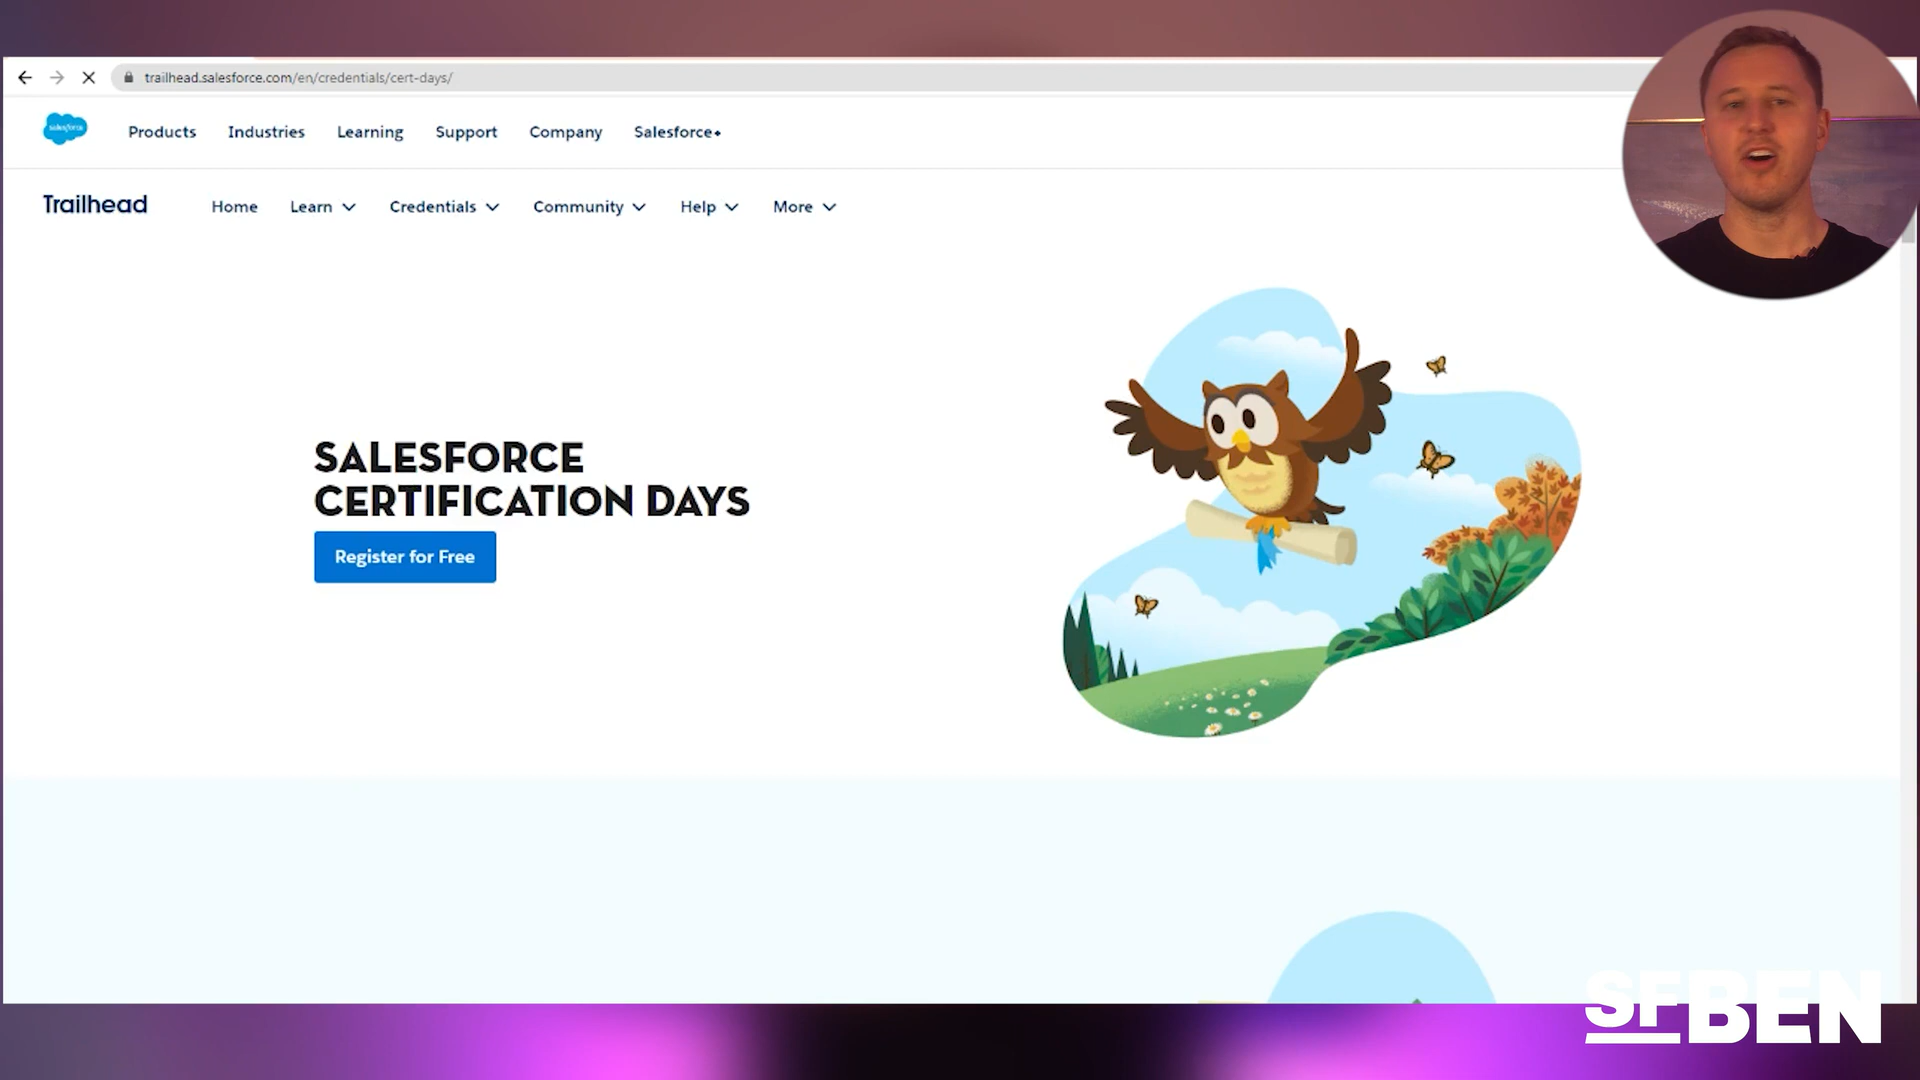 trailhead.salesforce.com/en/credentials/cert-days/
salesforce
Products Industries Learning Support Company Salesforce+
Trailhead Home Learn Credentials Community Help More
SALESFORCE
CERTIFICATION DAYS
Register for Free
SFBEN